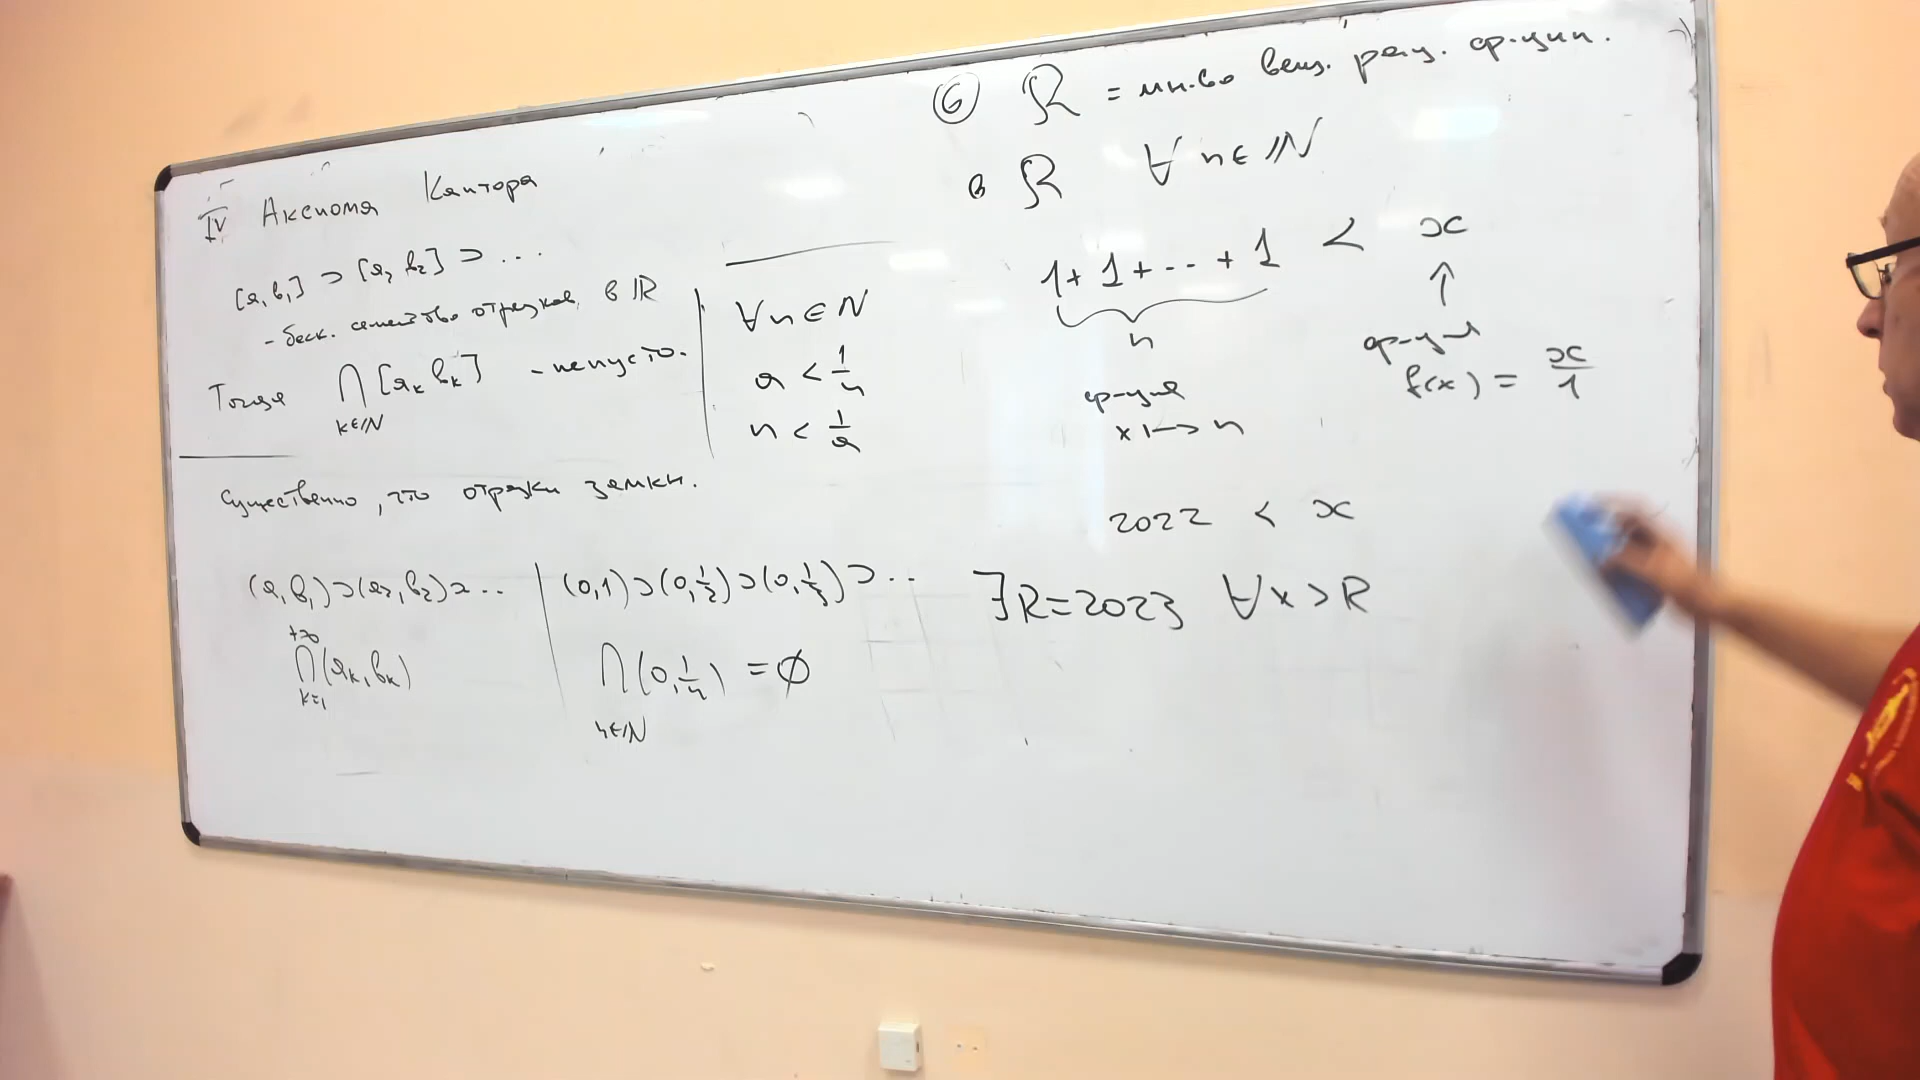 IV Аксиома Кантора
[a₁ b₁] ⊃ [a₂ b₂] ⊃ ...
- беск. семейство отрезков в ℝ
Тогда ⋂ [aₖ bₖ] - непусто.
k∈ℕ
∀n∈N
a < 1/n
n < 1/a
Существенно, что отрезки замкн.
(a₁ b₁)⊃(a₂, b₂)⊃...
+∞
⋂(aₖ, bₖ)
k=1
(0,1)⊃(0,1/2)⊃(0,1/3)⊃...
⋂(0,1/n) = ∅
n∈ℕ
⑥ R = мн-во вещ. рац. ф-ций.
в R ∀ n∈ℕ
1+1+...+1 < x
n
↑
ф-ция
x ↦ n
ф-ция
f(x) = x/1
2022 < x
∃R=2023 ∀x>R